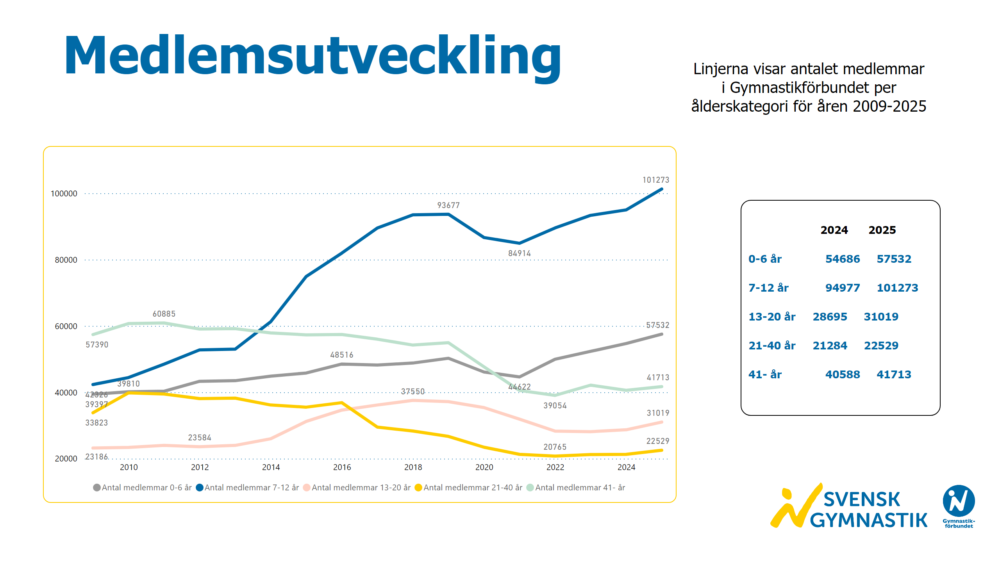 Medlemsutveckling
Linjerna visar antalet medlemmar
i Gymnastikförbundet per
ålderskategori för åren 2009-2025
101273
100000
93677
84914
80000
60885
60000
57532
57390
48516
39810
44622
41713
40000
42326
37550
39397
39054
33823
31019
23584
22529
20765
23186
20000
2010 2012 2014 2016 2018 2020 2022 2024
Antal medlemmar 0-6 år Antal medlemmar 7-12 år Antal medlemmar 13-20 år Antal medlemmar 21-40 år Antal medlemmar 41- år
2024 2025
0-6 år 54686 57532
7-12 år 94977 101273
13-20 år 28695 31019
21-40 år 21284 22529
41- år 40588 41713
SVENSK
GYMNASTIK
Gymnastik-
förbundet